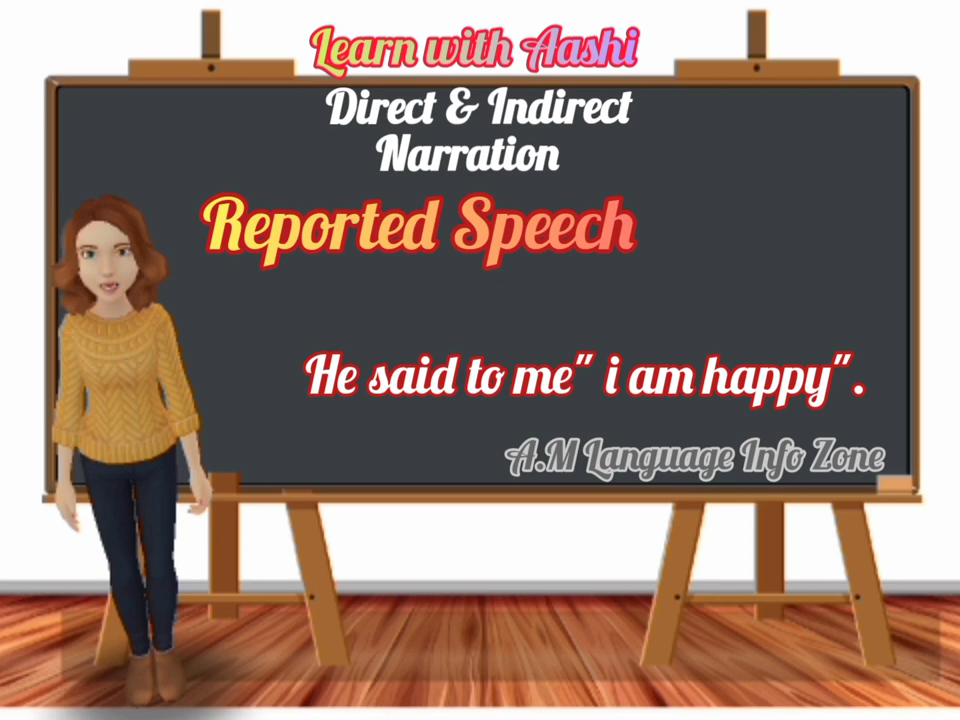 Learn with Aashi
Direct & Indirect
Narration
Reported Speech
He said to me" i am happy".
A.M Language Info Zone